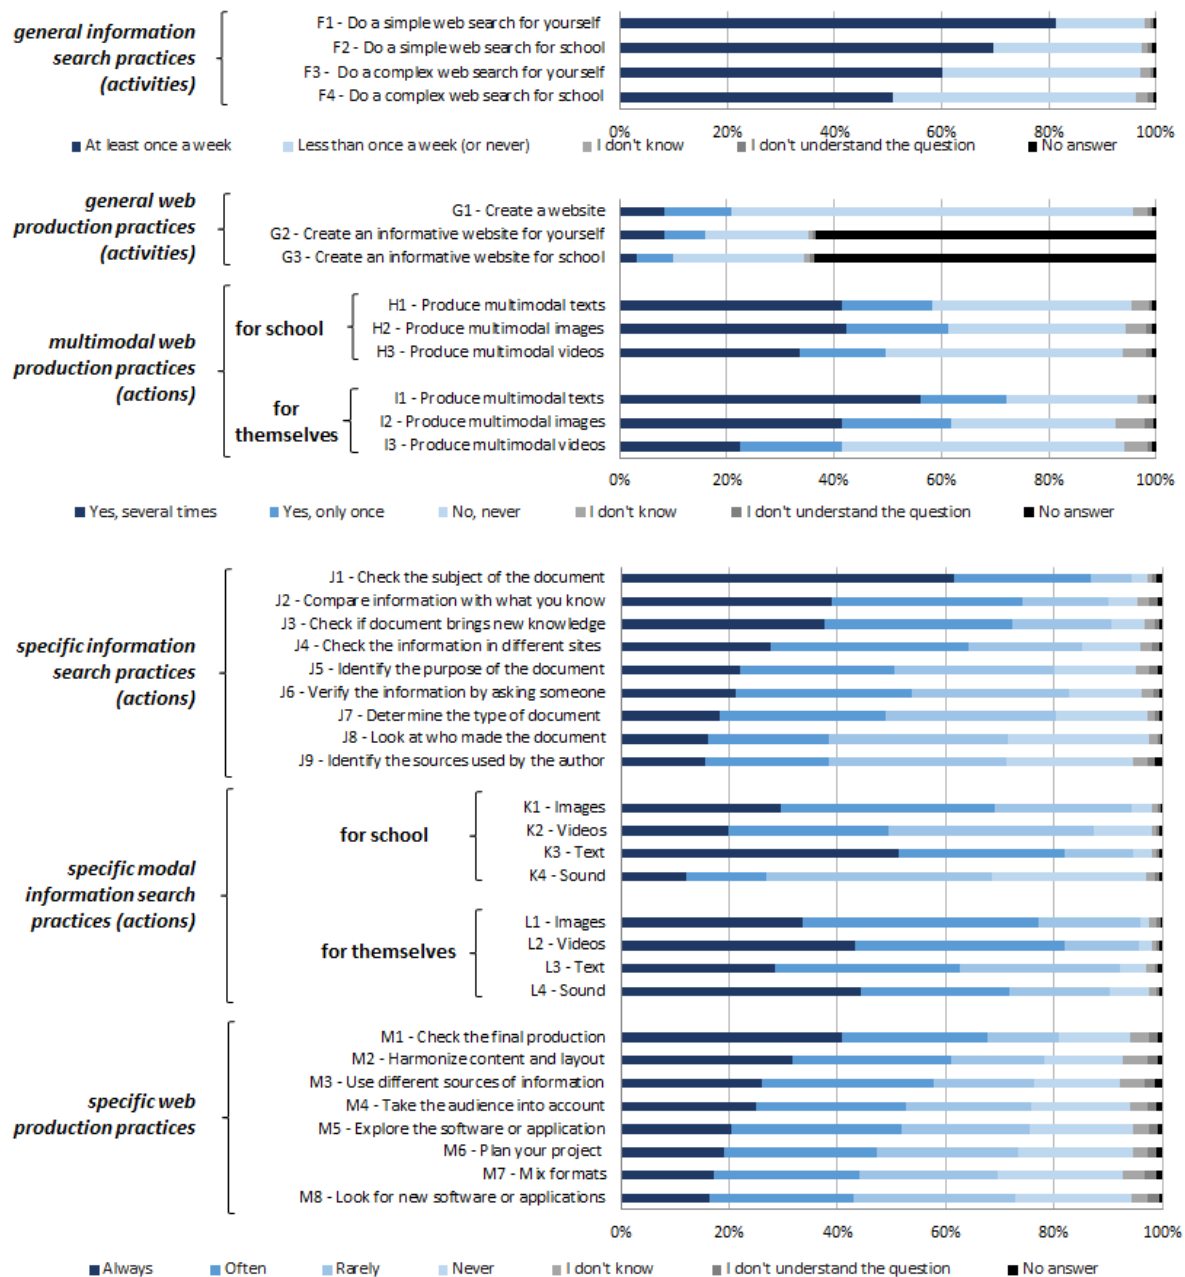 general information
search practices
(activities)
F1 - Do a simple web search for yourself
F2 - Do a simple web search for school
F3 - Do a complex web search for yourself
F4 - Do a complex web search for school
0% 20% 40% 60% 80% 100%
At least once a week Less than once a week (or never) I don't know I don't understand the question No answer
general web
production practices
(activities)
G1 - Create a website
G2 - Create an informative website for yourself
G3 - Create an informative website for school
multimodal web
production practices
(actions)
for school
H1 - Produce multimodal texts
H2 - Produce multimodal images
H3 - Produce multimodal videos
for
themselves
I1 - Produce multimodal texts
I2 - Produce multimodal images
I3 - Produce multimodal videos
0% 20% 40% 60% 80% 100%
Yes, several times Yes, only once No, never I don't know I don't understand the question No answer
specific information
search practices
(actions)
J1 - Check the subject of the document
J2 - Compare information with what you know
J3 - Check if document brings new knowledge
J4 - Check the information in different sites
J5 - Identify the purpose of the document
J6 - Verify the information by asking someone
J7 - Determine the type of document
J8 - Look at who made the document
J9 - Identify the sources used by the author
specific modal
information search
practices (actions)
for school
K1 - Images
K2 - Videos
K3 - Text
K4 - Sound
for themselves
L1 - Images
L2 - Videos
L3 - Text
L4 - Sound
specific web
production practices
M1 - Check the final production
M2 - Harmonize content and layout
M3 - Use different sources of information
M4 - Take the audience into account
M5 - Explore the software or application
M6 - Plan your project
M7 - Mix formats
M8 - Look for new software or applications
0% 20% 40% 60% 80% 100%
Always Often Rarely Never I don't know I don't understand the question No answer